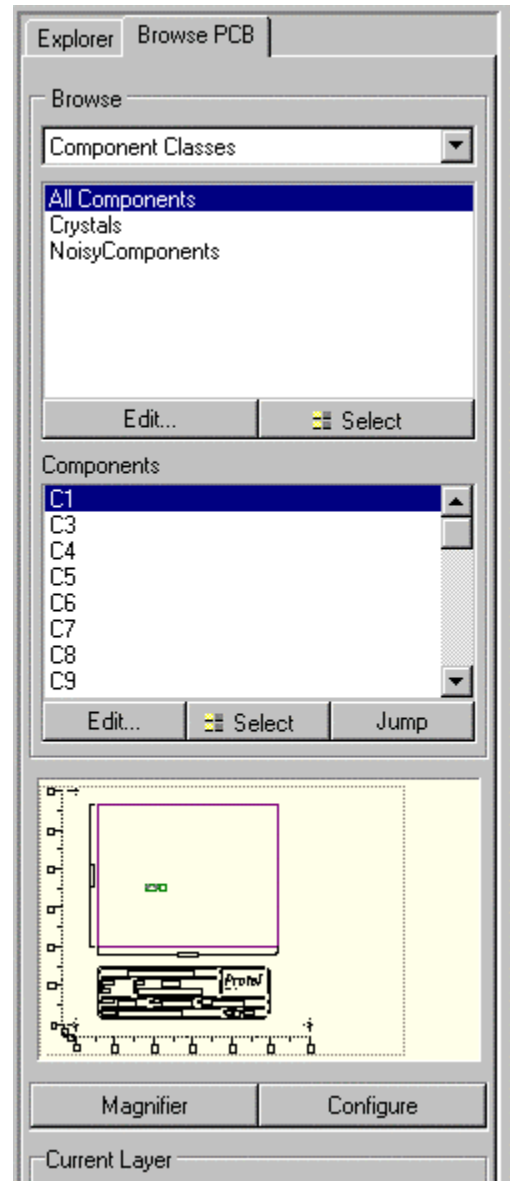 Explorer Browse PCB
Browse
Component Classes
All Components
Crystals
NoisyComponents
Edit... Select
Components
C1
C3
C4
C5
C6
C7
C8
C9
Edit... Select Jump
Protel
Magnifier Configure
Current Layer